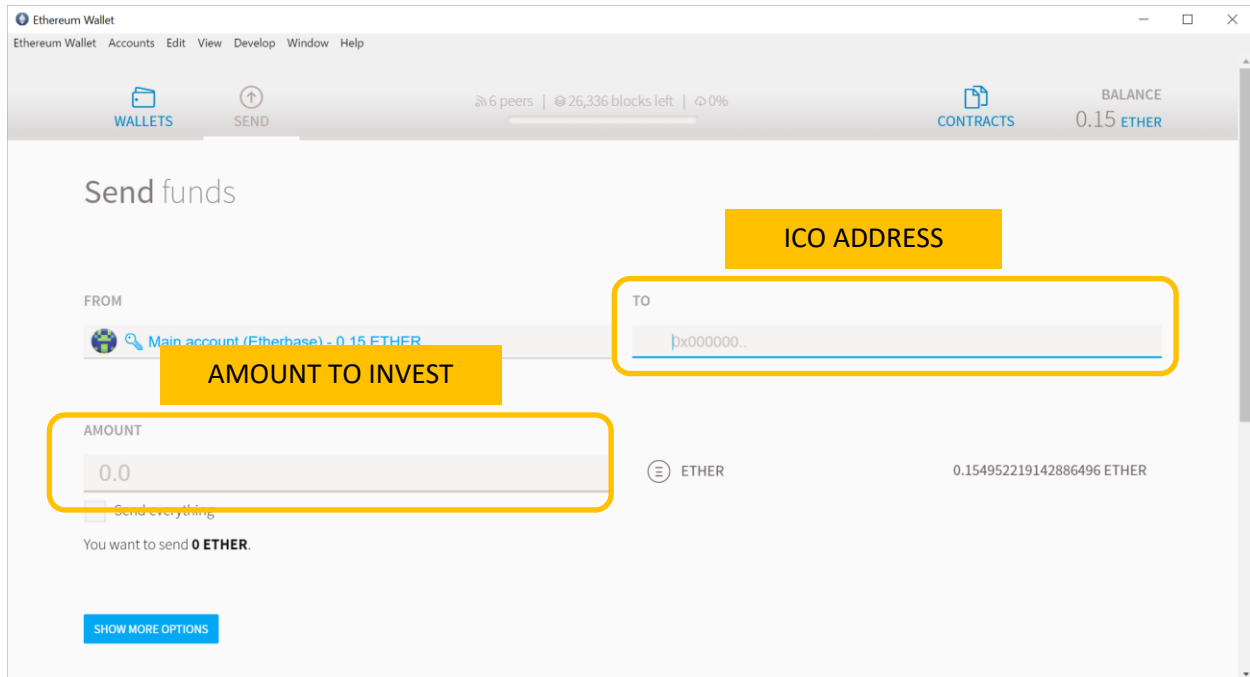 Ethereum Wallet
Ethereum Wallet Accounts Edit View Develop Window Help
WALLETS SEND 6 peers | 26,336 blocks left | 0% CONTRACTS BALANCE 0.15 ETHER
Send funds
ICO ADDRESS
FROM TO
Main account (Etherbase) - 0.15 ETHER 0x000000..
AMOUNT TO INVEST
AMOUNT
0.0 ETHER 0.154952219142886496 ETHER
Send everything
You want to send 0 ETHER.
SHOW MORE OPTIONS